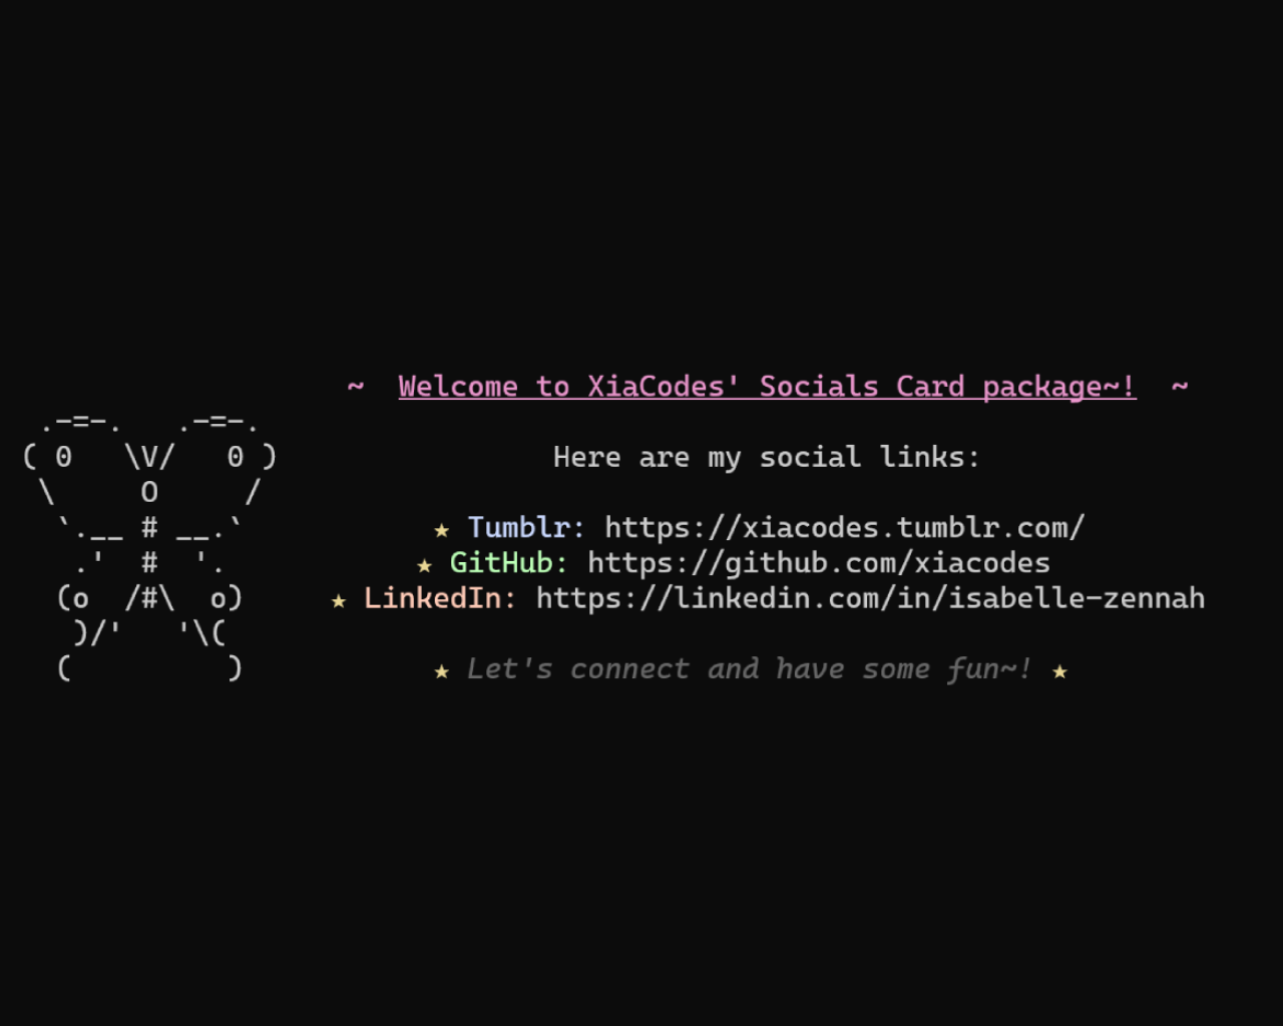 ~  Welcome to XiaCodes' Socials Card package~!  ~
Here are my social links:
★ Tumblr: https://xiacodes.tumblr.com/
★ GitHub: https://github.com/xiacodes
★ LinkedIn: https://linkedin.com/in/isabelle-zennah
★ Let's connect and have some fun~! ★